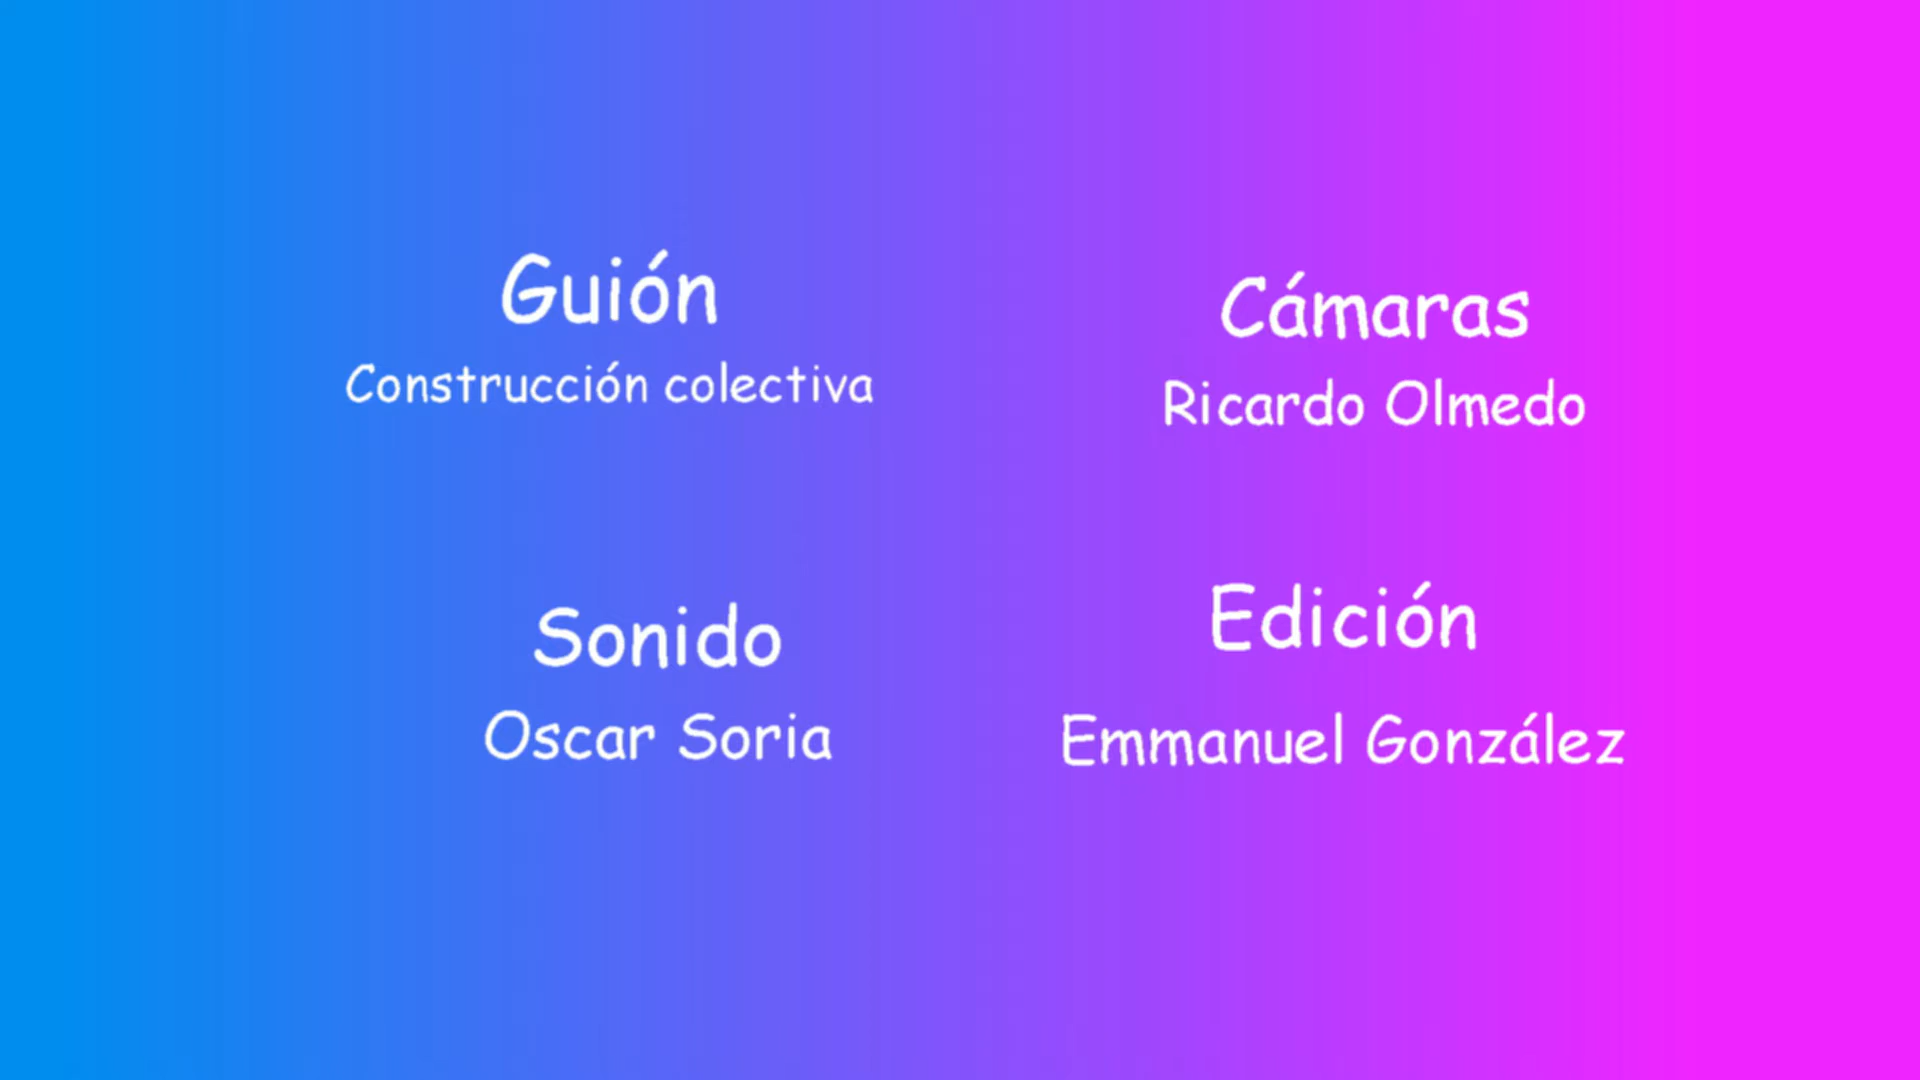 Guión
Construcción colectiva
Cámaras
Ricardo Olmedo
Sonido
Oscar Soria
Edición
Emmanuel González